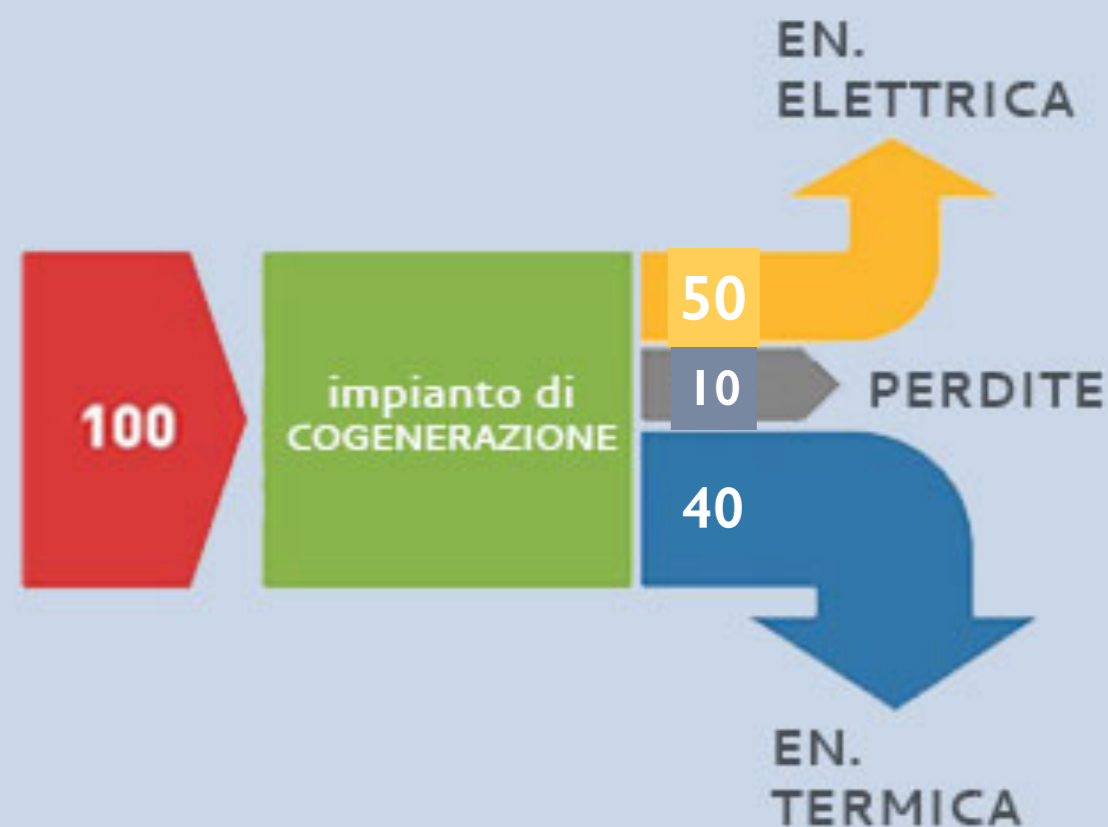 EN.
ELETTRICA
100
impianto di
COGENERAZIONE
50
10
PERDITE
40
EN.
TERMICA